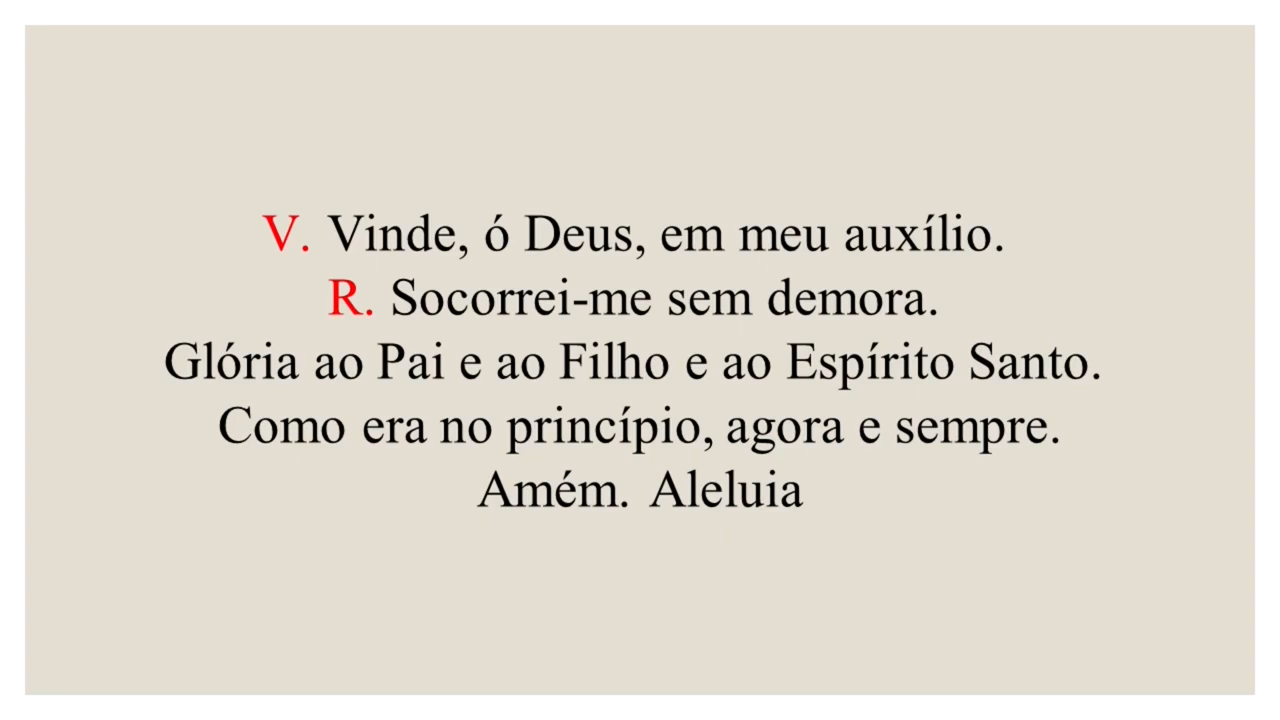 V. Vinde, ó Deus, em meu auxílio.
R. Socorrei-me sem demora.
Glória ao Pai e ao Filho e ao Espírito Santo.
Como era no princípio, agora e sempre.
Amém. Aleluia